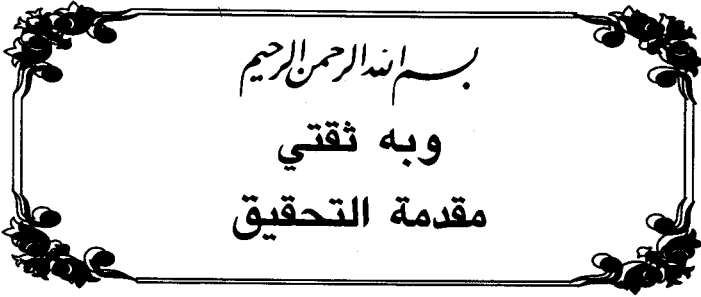 بسم الله الرحمن الرحيم
وبه ثقتي
مقدمة التحقيق